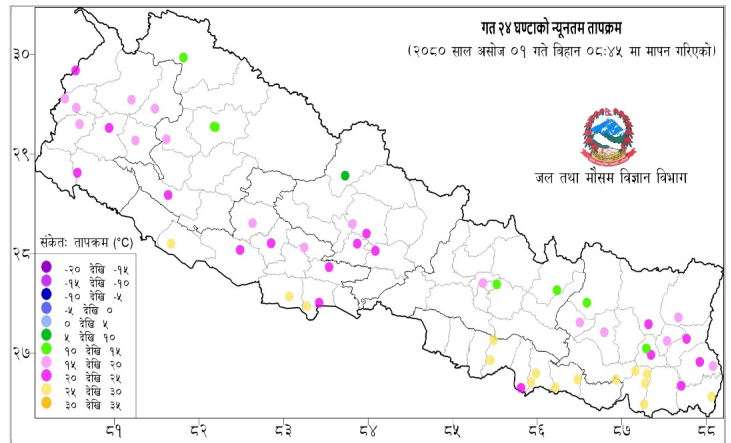 गत २४ घण्टाको न्यूनतम तापक्रम
(२०८० साल असोज ०१ गते बिहान ०८:४५ मा मापन गरिएको)
जल तथा मौसम विज्ञान विभाग
३०
२९
२८
२७
संकेतः तापक्रम (°C)
-२० देखि -१५
-१५ देखि -१०
-१० देखि -५
-५ देखि ०
० देखि ५
५ देखि १०
१० देखि १५
१५ देखि २०
२० देखि २५
२५ देखि ३०
३० देखि ३५
८१ ८२ ८३ ८४ ८५ ८६ ८७ ८८